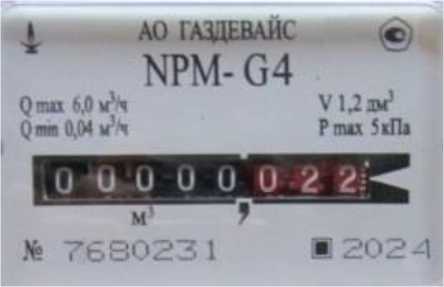 АО ГАЗДЕВАЙС
NPM- G4
Q max 6,0 м³/ч V 1,2 дм³
Q min 0,04 м³/ч P max 5 кПа
00000022
м³ ,
№ 7680231 2024